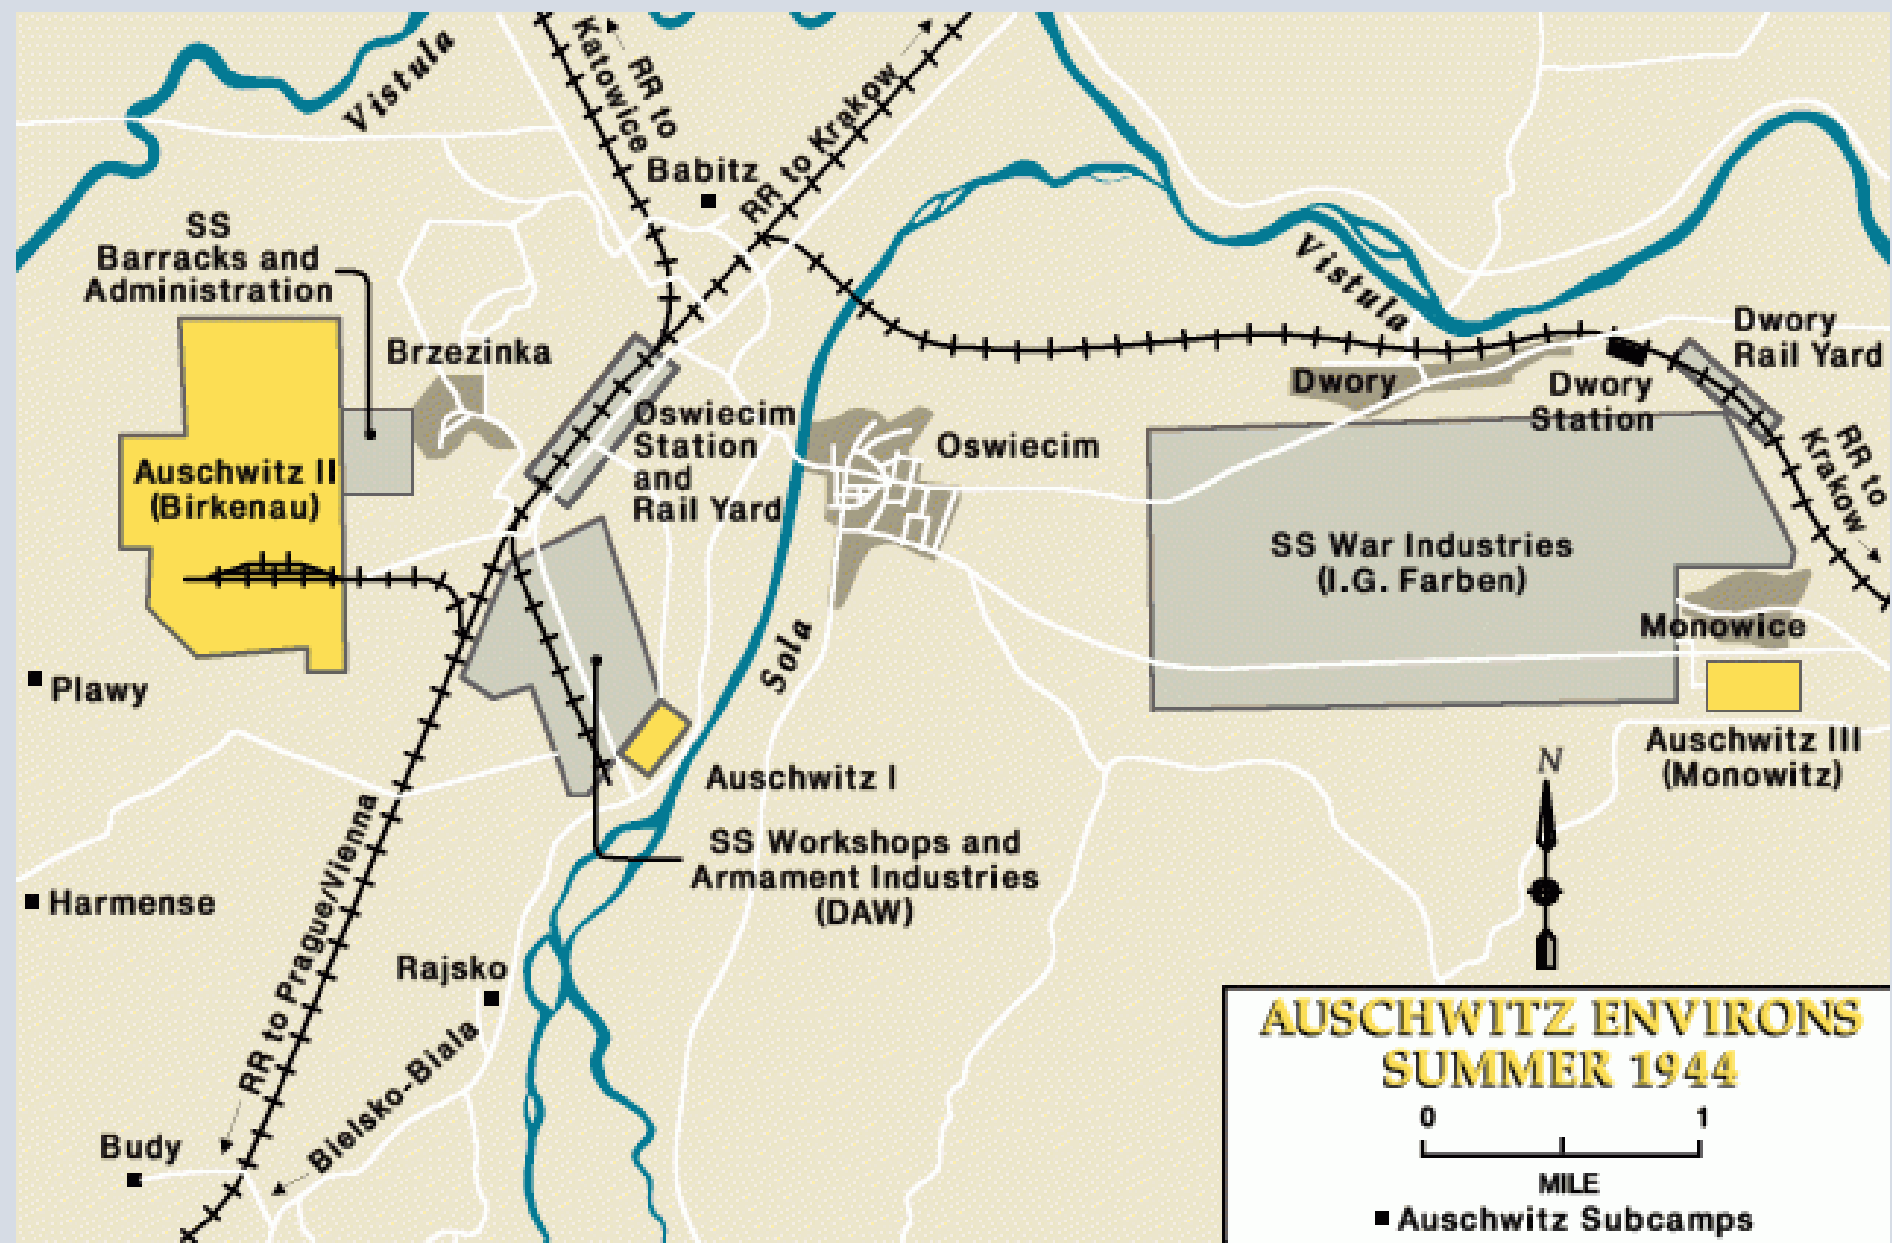 Vistula
RR to
Katowice
RR to Krakow
Babitz
SS
Barracks and
Administration
Brzezinka
Vistula
Dwory
Rail Yard
Dwory
Dwory
Station
Oswiecim
Station
and
Rail Yard
Oswiecim
RR to
Krakow
Auschwitz II
(Birkenau)
SS War Industries
(I.G. Farben)
Monowice
Sola
Plawy
Auschwitz III
(Monowitz)
Auschwitz I
SS Workshops and
Armament Industries
(DAW)
N
Harmense
RR to Prague/Vienna
Rajsko
Bielsko-Biala
Budy
AUSCHWITZ ENVIRONS
SUMMER 1944
0 1
MILE
Auschwitz Subcamps